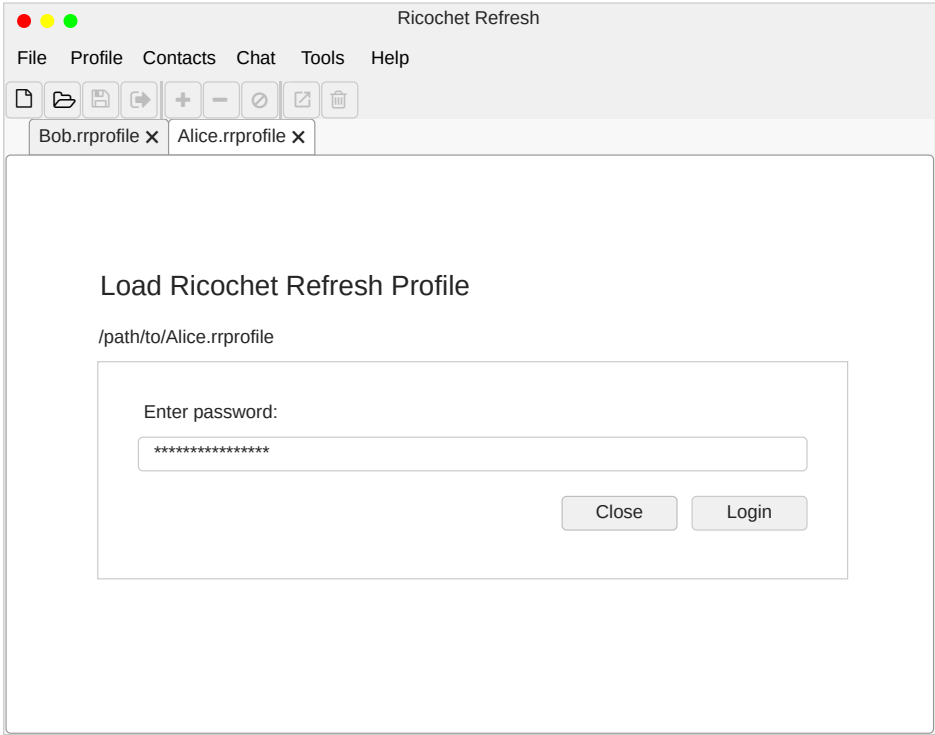 Ricochet Refresh
File Profile Contacts Chat Tools Help
Bob.rrprofile Alice.rrprofile
Load Ricochet Refresh Profile
/path/to/Alice.rrprofile
Enter password:
****************
Close Login